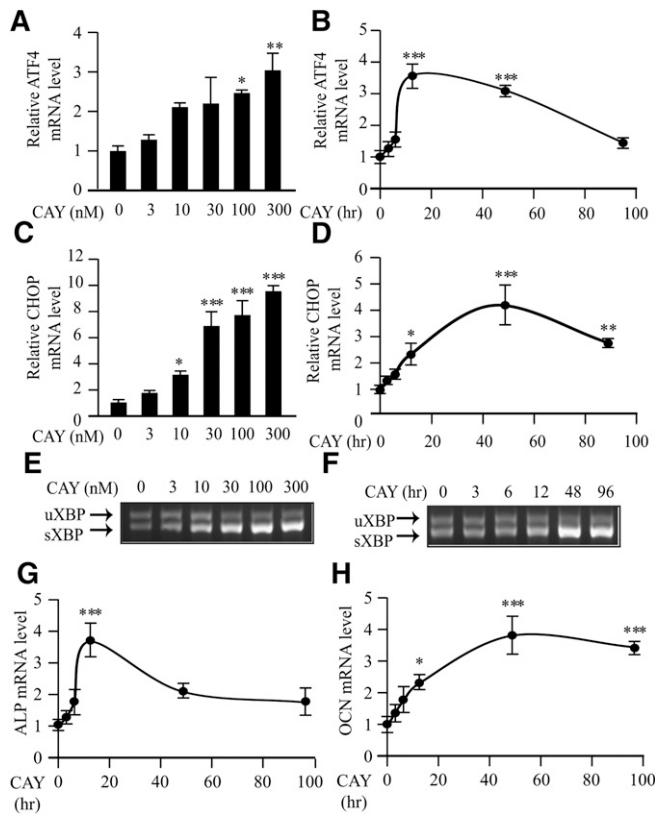 A
Relative ATF4
mRNA level
4
3
2
1
0
* **
CAY (nM) 0 3 10 30 100 300
B
Relative ATF4
mRNA level
5
4
3
2
1
0
*** ***
0 20 40 60 80 100
CAY (hr)
C
Relative CHOP
mRNA level
12
10
8
6
4
2
0
* *** *** ***
CAY (nM) 0 3 10 30 100 300
D
Relative CHOP
mRNA level
6
5
4
3
2
1
0
* *** **
CAY (hr) 0 20 40 60 80 100
E
CAY (nM) 0 3 10 30 100 300
uXBP
sXBP
F
CAY (hr) 0 3 6 12 48 96
uXBP
sXBP
G
ALP mRNA level
5
4
3
2
1
0
***
CAY 0 20 40 60 80 100
(hr)
H
OCN mRNA level
5
4
3
2
1
0
* *** ***
CAY 0 20 40 60 80 100
(hr)